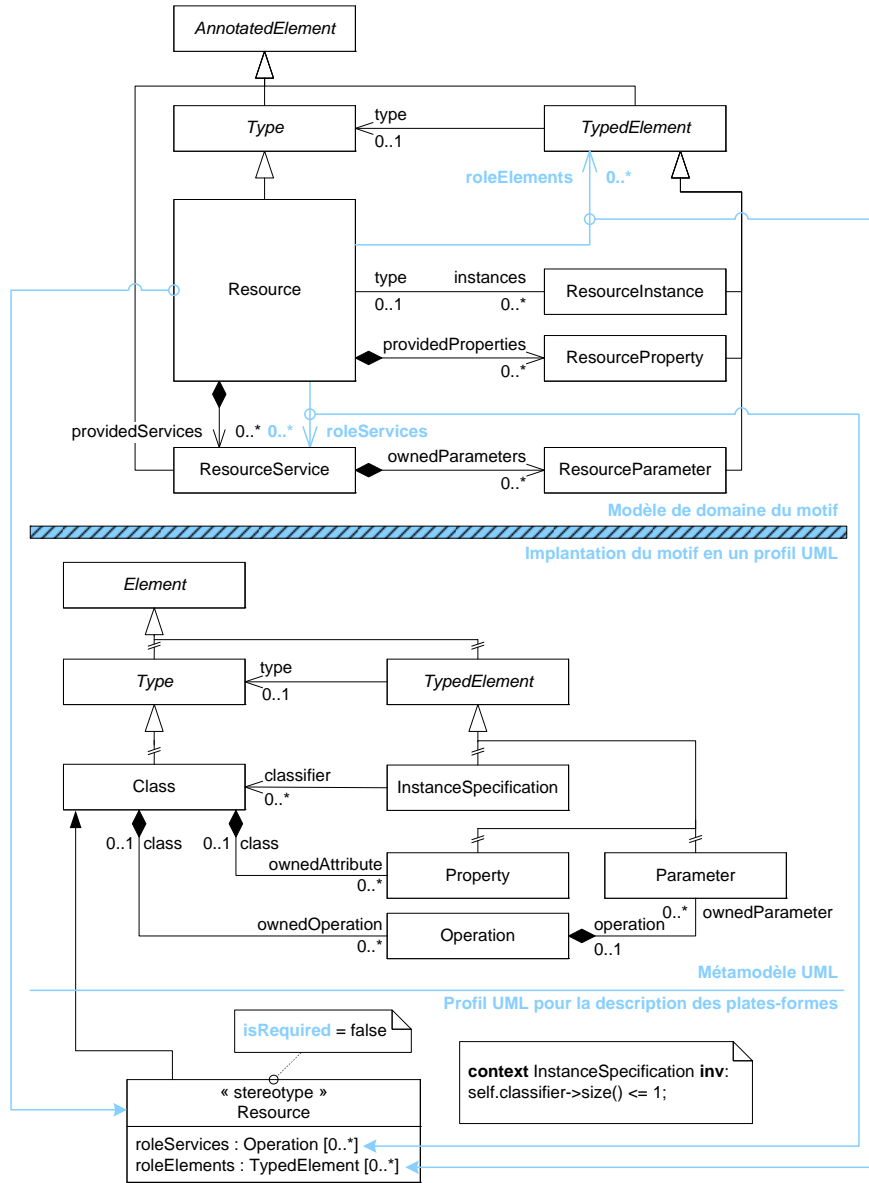 AnnotatedElement
Type
type
0..1
TypedElement
roleElements
0..*
Resource
type
0..1
instances
0..*
ResourceInstance
providedProperties
0..*
ResourceProperty
providedServices
0..*
0..*
roleServices
ResourceService
ownedParameters
0..*
ResourceParameter
Modèle de domaine du motif
Implantation du motif en un profil UML
Element
Type
type
0..1
TypedElement
Class
classifier
0..*
InstanceSpecification
0..1 class
0..1 class
ownedAttribute
0..*
Property
Parameter
0..*
ownedParameter
ownedOperation
0..*
Operation
operation
0..1
Métamodèle UML
Profil UML pour la description des plates-formes
isRequired = false
context InstanceSpecification inv:
self.classifier->size() <= 1;
« stereotype »
Resource
roleServices : Operation [0..*]
roleElements : TypedElement [0..*]